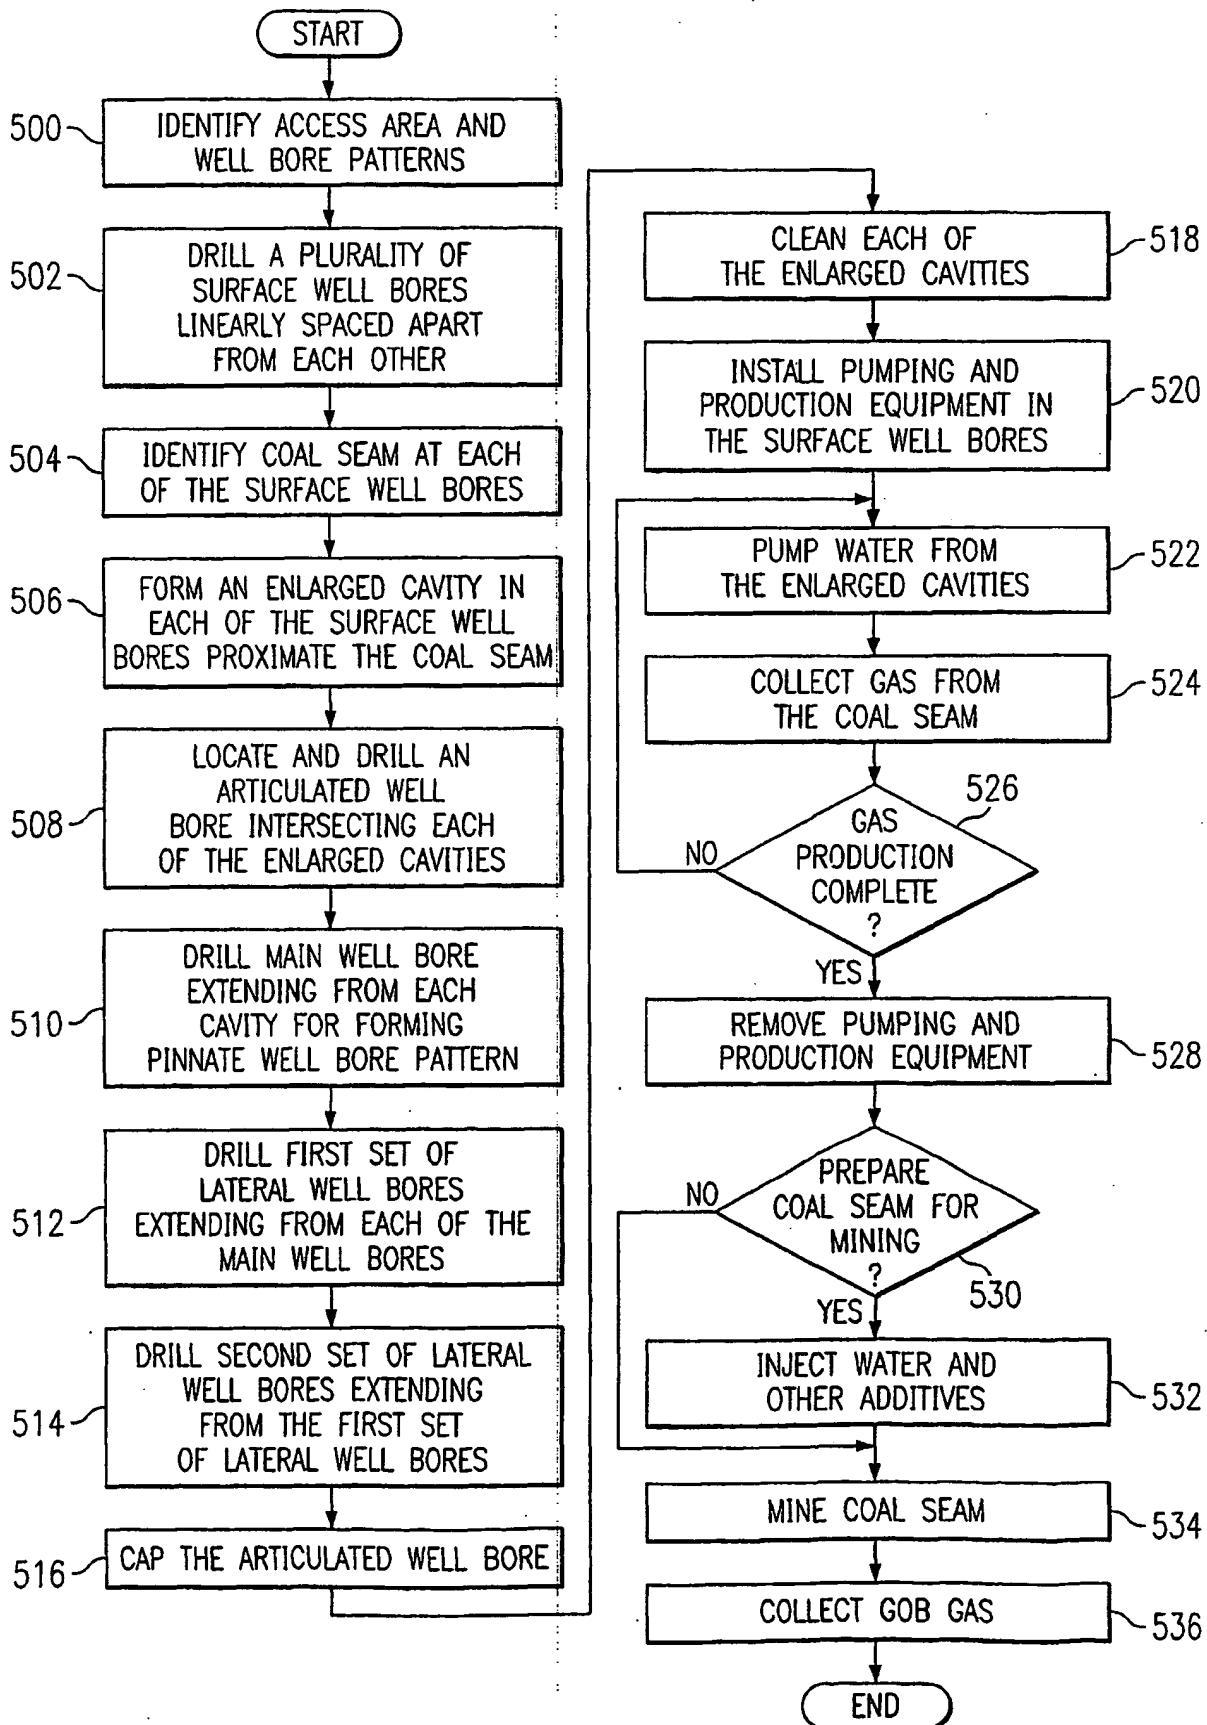 START
500
IDENTIFY ACCESS AREA AND
WELL BORE PATTERNS
502
DRILL A PLURALITY OF
SURFACE WELL BORES
LINEARLY SPACED APART
FROM EACH OTHER
504
IDENTIFY COAL SEAM AT EACH
OF THE SURFACE WELL BORES
506
FORM AN ENLARGED CAVITY IN
EACH OF THE SURFACE WELL
BORES PROXIMATE THE COAL SEAM
508
LOCATE AND DRILL AN
ARTICULATED WELL
BORE INTERSECTING EACH
OF THE ENLARGED CAVITIES
510
DRILL MAIN WELL BORE
EXTENDING FROM EACH
CAVITY FOR FORMING
PINNATE WELL BORE PATTERN
512
DRILL FIRST SET OF
LATERAL WELL BORES
EXTENDING FROM EACH OF THE
MAIN WELL BORES
514
DRILL SECOND SET OF LATERAL
WELL BORES EXTENDING
FROM THE FIRST SET
OF LATERAL WELL BORES
516
CAP THE ARTICULATED WELL BORE
CLEAN EACH OF
THE ENLARGED CAVITIES
518
INSTALL PUMPING AND
PRODUCTION EQUIPMENT IN
THE SURFACE WELL BORES
520
PUMP WATER FROM
THE ENLARGED CAVITIES
522
COLLECT GAS FROM
THE COAL SEAM
524
526
GAS
PRODUCTION
COMPLETE
?
NO
YES
REMOVE PUMPING AND
PRODUCTION EQUIPMENT
528
PREPARE
COAL SEAM FOR
MINING
?
NO
530
YES
INJECT WATER AND
OTHER ADDITIVES
532
MINE COAL SEAM
534
COLLECT GOB GAS
536
END